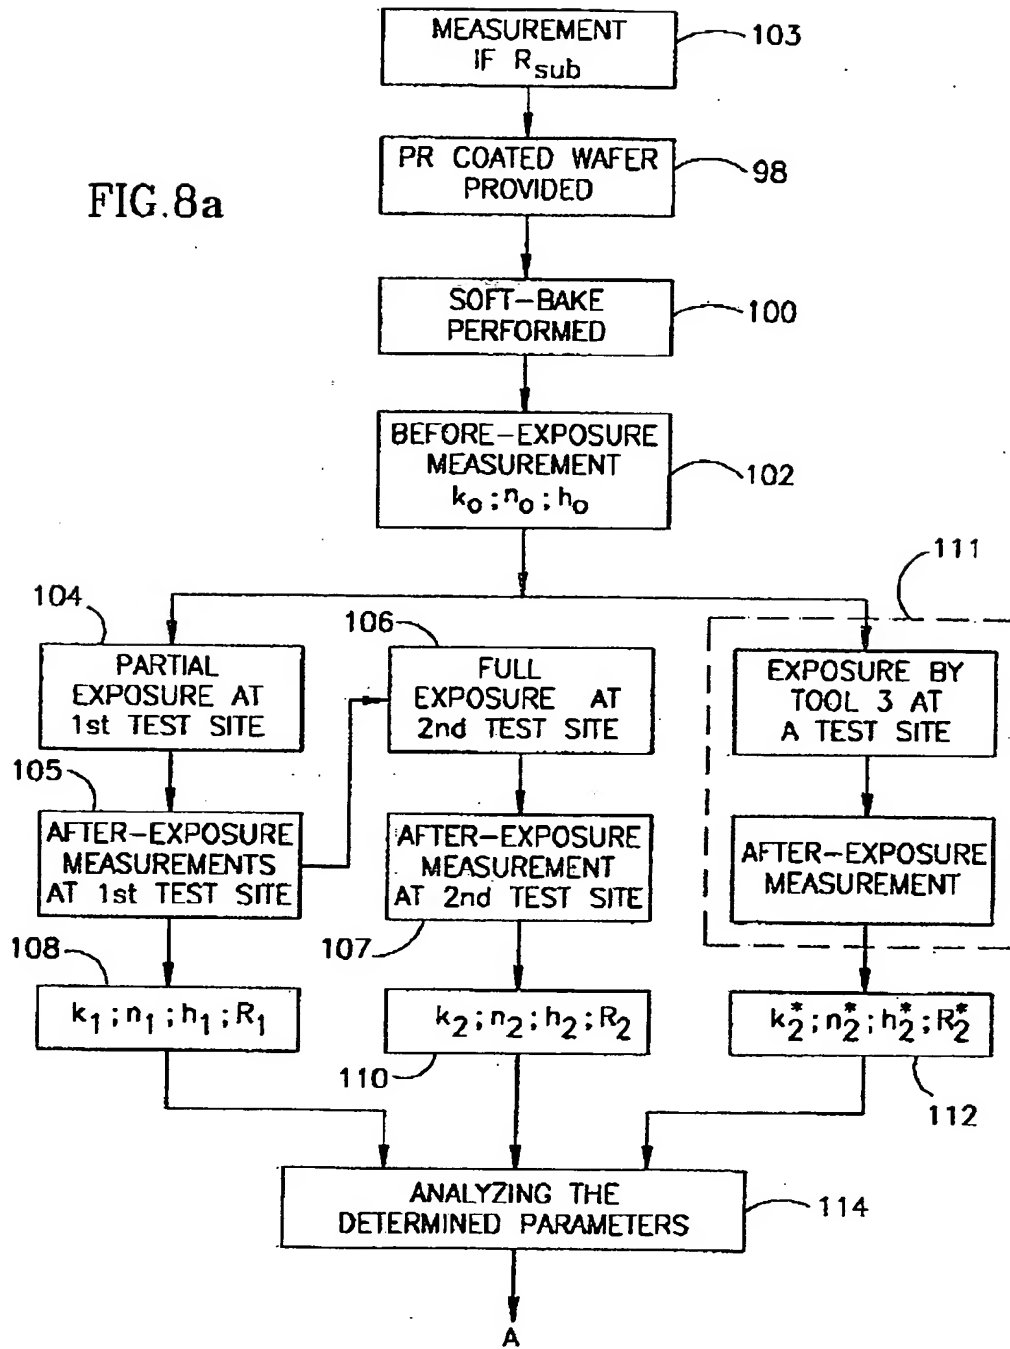 MEASUREMENT
IF Rsub
103
PR COATED WAFER
PROVIDED
98
FIG.8a
SOFT-BAKE
PERFORMED
100
BEFORE-EXPOSURE
MEASUREMENT
ko;no;ho
102
111
104
106
PARTIAL
EXPOSURE AT
1st TEST SITE
FULL
EXPOSURE AT
2nd TEST SITE
EXPOSURE BY
TOOL 3 AT
A TEST SITE
105
AFTER-EXPOSURE
MEASUREMENTS
AT 1st TEST SITE
AFTER-EXPOSURE
MEASUREMENT
AT 2nd TEST SITE
AFTER-EXPOSURE
MEASUREMENT
108
107
k1;n1;h1;R1
k2;n2;h2;R2
k2*;n2*;h2*;R2*
110
112
ANALYZING THE
DETERMINED PARAMETERS
114
A